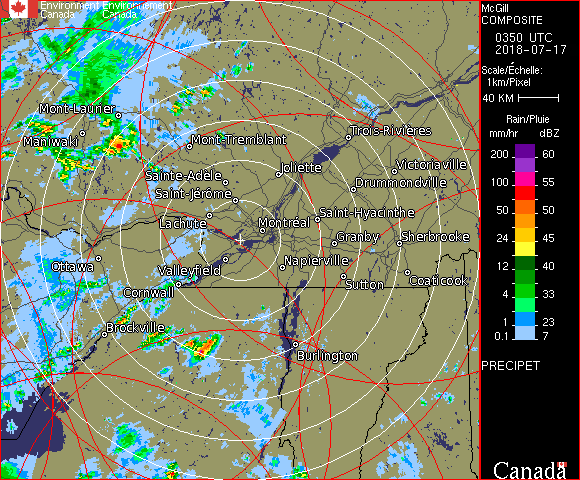 Environment Environnement
Canada Canada
McGill
COMPOSITE
0350 UTC
2018-07-17
Scale/Échelle:
1km/Pixel
40 KM
Rain/Pluie
mm/hr dBZ
200 60
150 57
100 55
50 50
24 45
12 40
4 33
1 23
0.1 7
PRECIPET
Canada
Mont-Laurier
Maniwaki
Mont-Tremblant
Trois-Rivières
Joliette
Victoriaville
Sainte-Adèle
Drummondville
Saint-Jérôme
Saint-Hyacinthe
Lachute
Montréal
Granby
Sherbrooke
Ottawa
Valleyfield
Napierville
Sutton
Coaticook
Cornwall
Brockville
Burlington